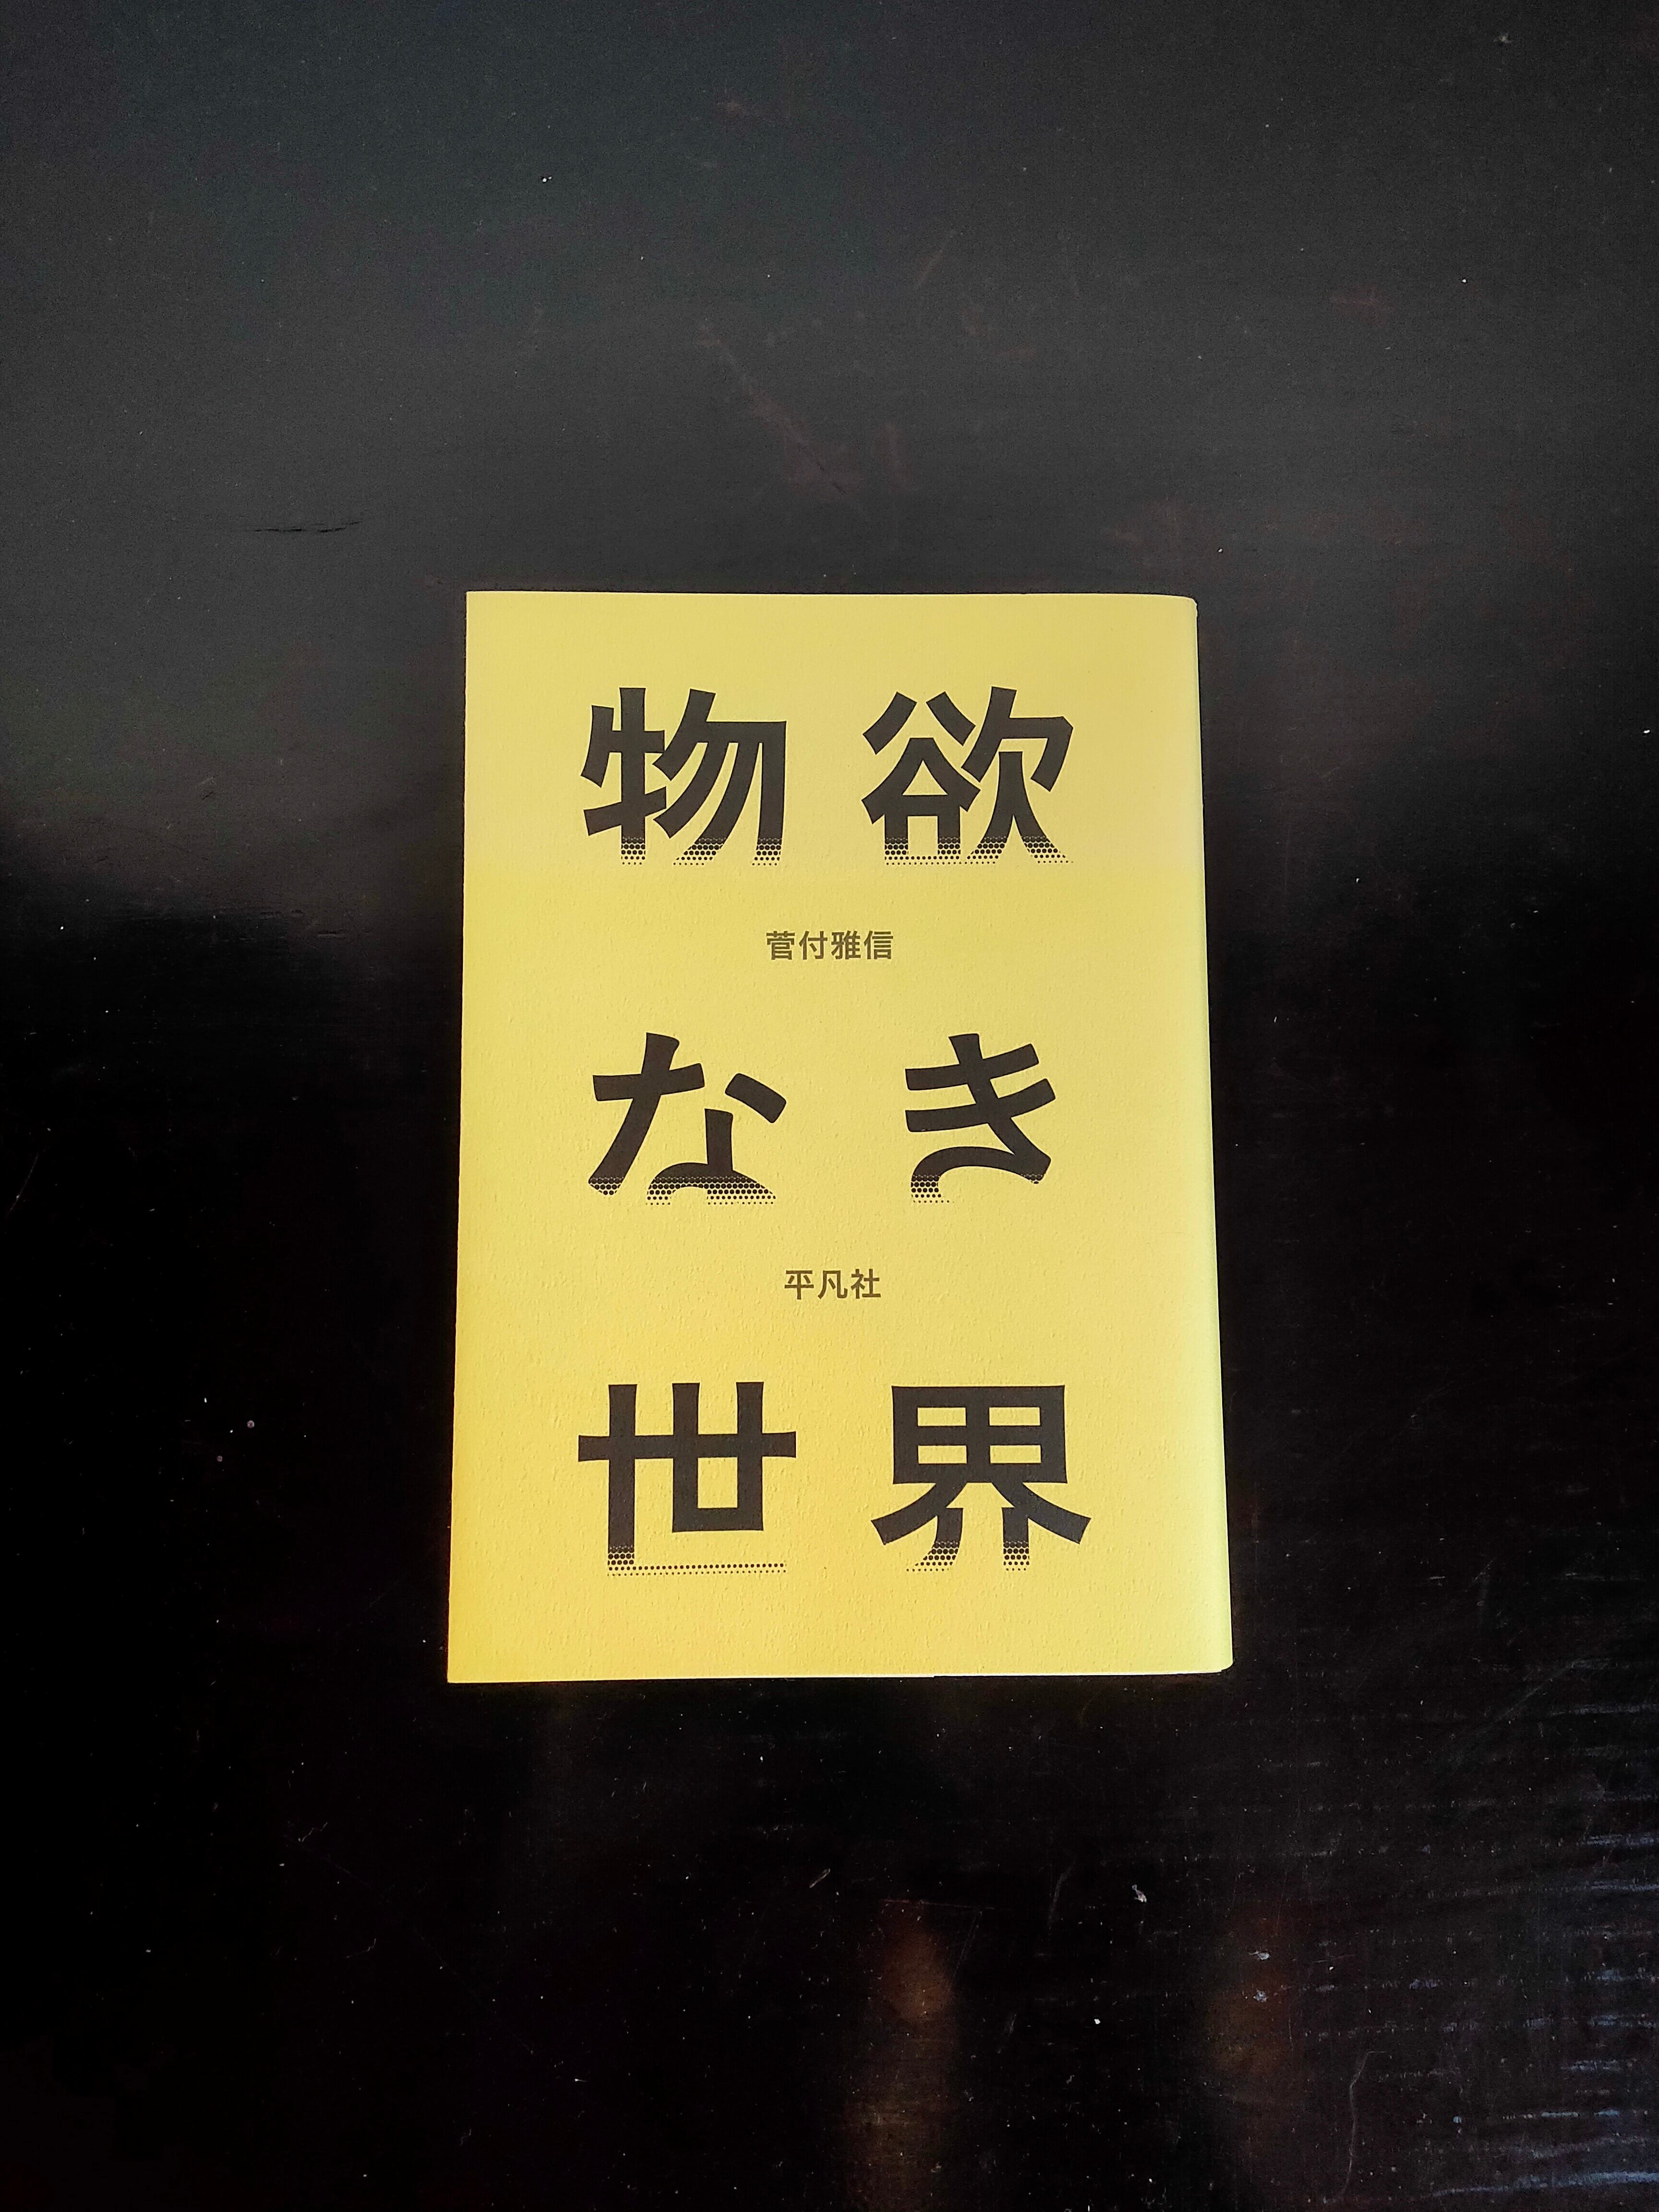 物欲
菅付雅信
なき
平凡社
世界